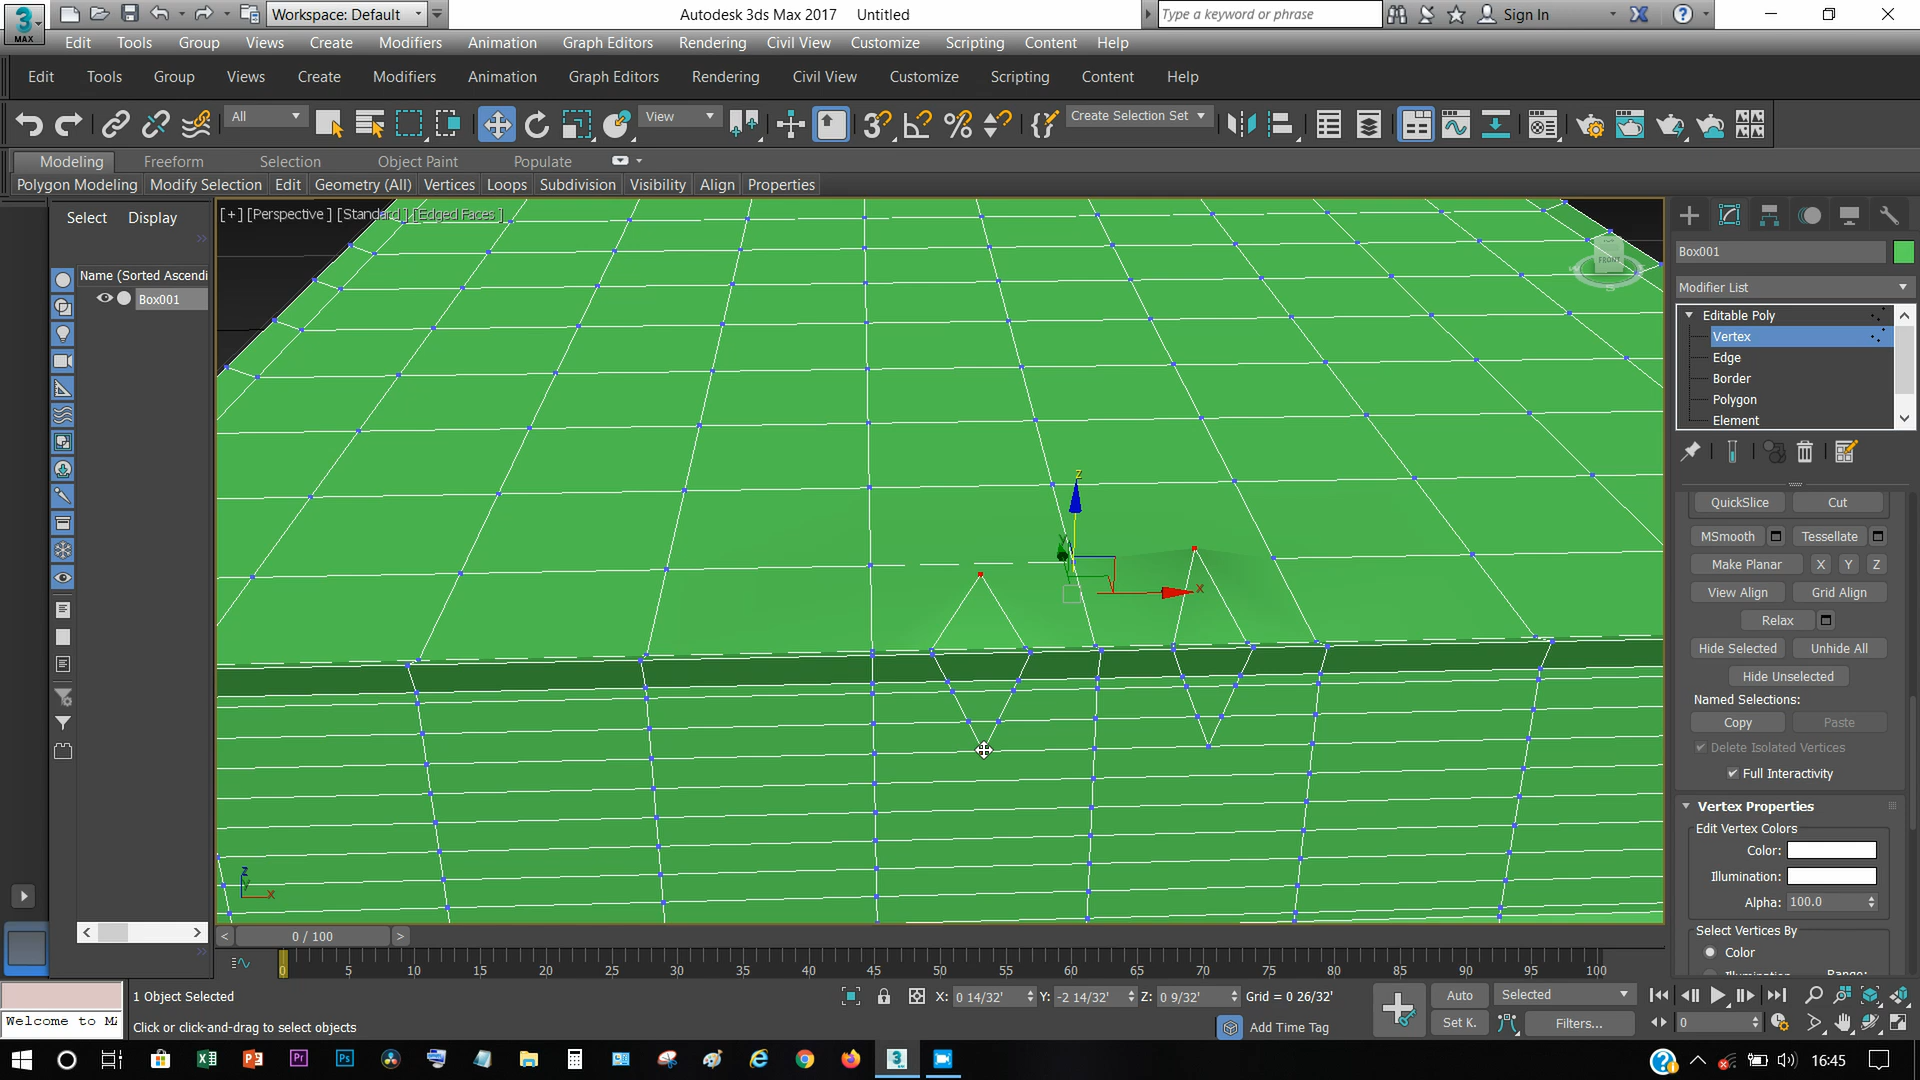 3 MAX
Workspace: Default
Autodesk 3ds Max 2017 Untitled
Type a keyword or phrase
Sign In
Edit Tools Group Views Create Modifiers Animation Graph Editors Rendering Civil View Customize Scripting Content Help
Edit Tools Group Views Create Modifiers Animation Graph Editors Rendering Civil View Customize Scripting Content Help
All
View
Create Selection Set
Modeling Freeform Selection Object Paint Populate
Polygon Modeling Modify Selection Edit Geometry (All) Vertices Loops Subdivision Visibility Align Properties
Select Display
[+] [Perspective] [Standard] [Edged Faces]
FRONT
Name (Sorted Ascendi
Box001
Box001
Modifier List
Editable Poly
Vertex
Edge
Border
Polygon
Element
QuickSlice Cut
MSmooth Tessellate
Make Planar X Y Z
View Align Grid Align
Relax
Hide Selected Unhide All
Hide Unselected
Named Selections:
Copy Paste
Delete Isolated Vertices
Full Interactivity
Vertex Properties
Edit Vertex Colors
Color:
Illumination:
Alpha: 100.0
Select Vertices By
Color
z
y
x
z
y
x
0 / 100
0 5 10 15 20 25 30 35 40 45 50 55 60 65 70 75 80 85 90 95 100
1 Object Selected
X: 0 14/32' Y: -2 14/32' Z: 0 9/32' Grid = 0 26/32'
Auto Selected
Welcome to M
Click or click-and-drag to select objects
Add Time Tag
Set K. Filters...
0
16:45